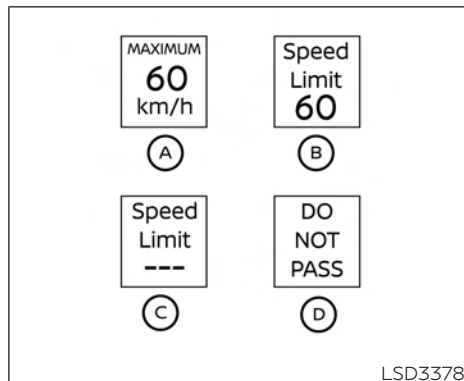 MAXIMUM
60
km/h
A
Speed
Limit
60
B
Speed
Limit
---
C
DO
NOT
PASS
D
LSD3378